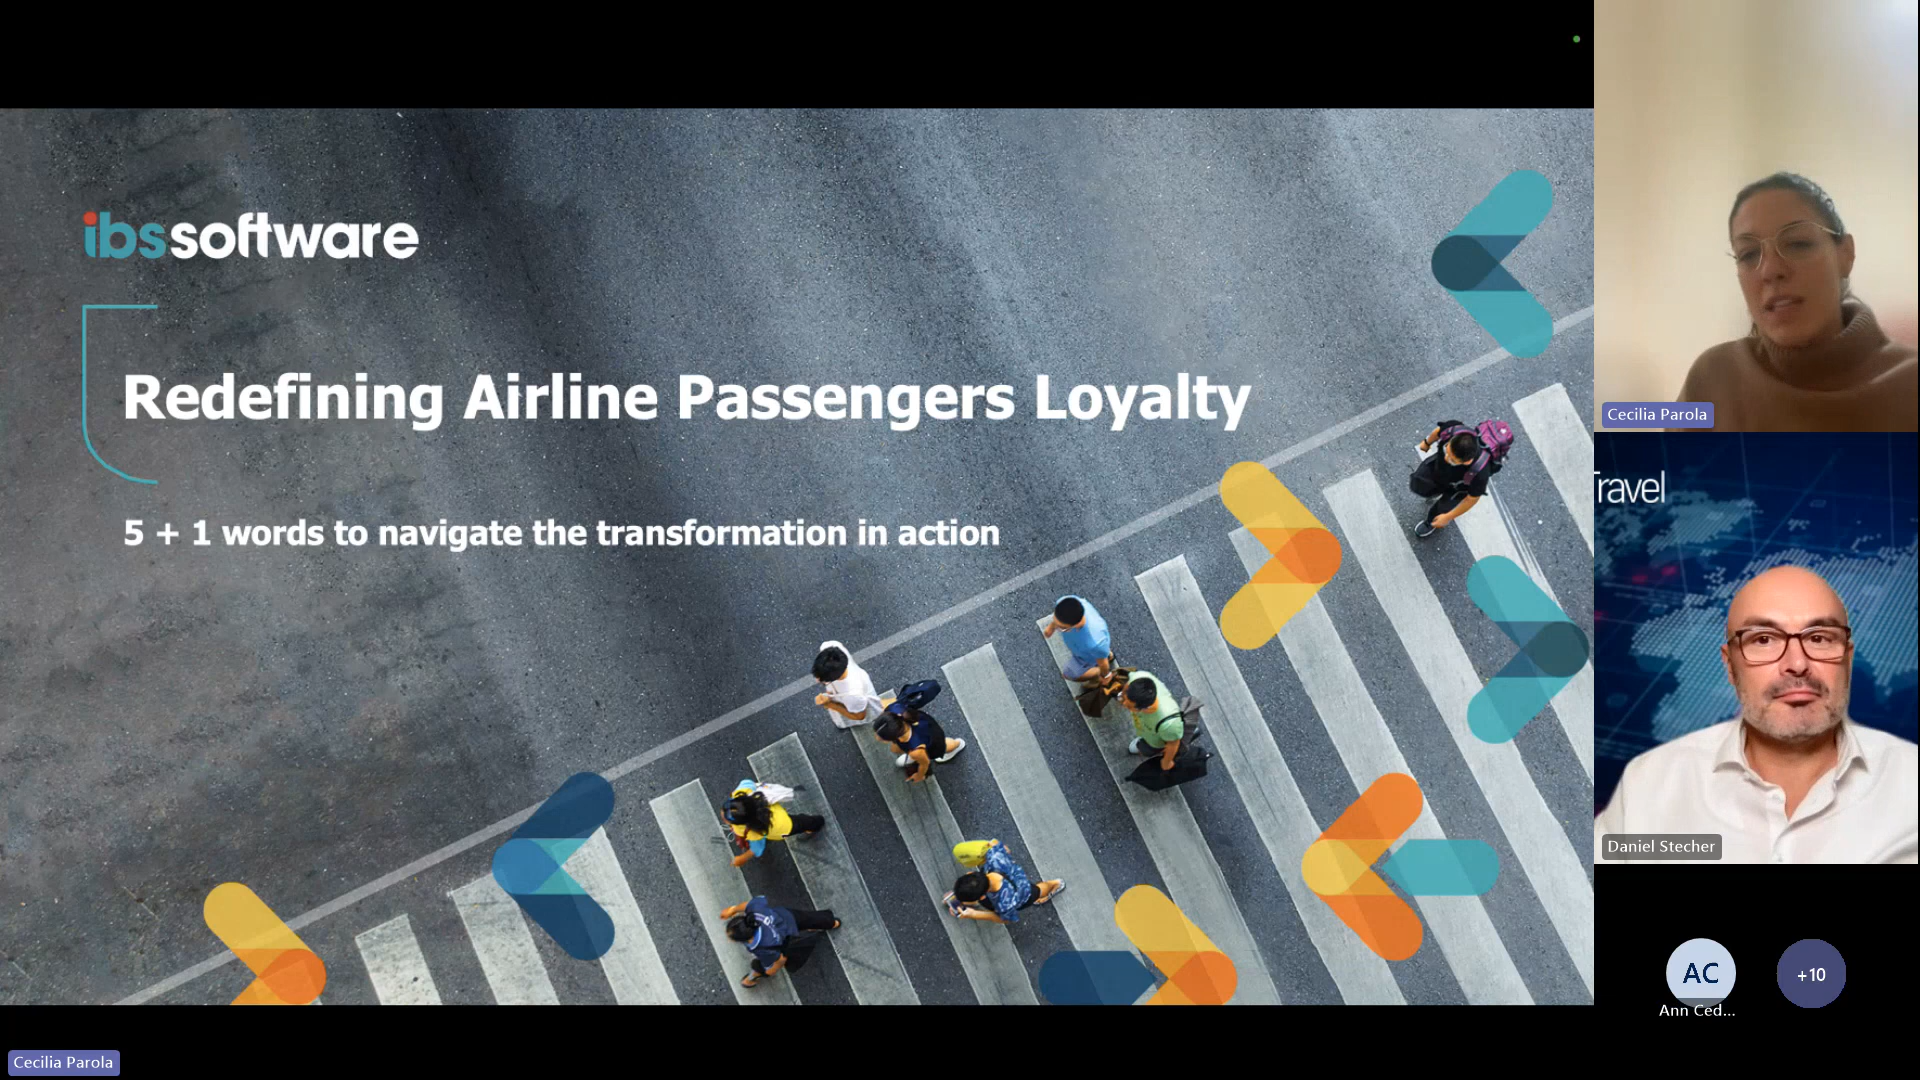 ibssoftware
Redefining Airline Passengers Loyalty
5 + 1 words to navigate the transformation in action
Cecilia Parola
Travel
Daniel Stecher
AC
+10
Ann Ced...
Cecilia Parola